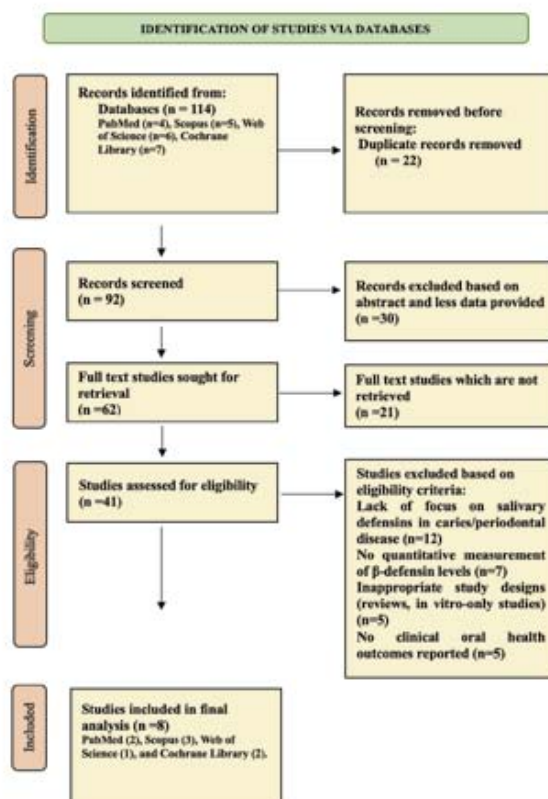 IDENTIFICATION OF STUDIES VIA DATABASES
Identification
Records identified from:
Databases (n = 114)
PubMed (n=4), Scopus (n=5), Web
of Science (n=6), Cochrane
Library (n=7)
Records removed before
screening:
Duplicate records removed
(n = 22)
Screening
Records screened
(n = 92)
Records excluded based on
abstract and less data provided
(n =30)
Full text studies sought for
retrieval
(n =62)
Full text studies which are not
retrieved
(n =21)
Eligibility
Studies assessed for eligibility
(n =41)
Studies excluded based on
eligibility criteria:
Lack of focus on salivary
defensins in caries/periodontal
disease (n=12)
No quantitative measurement
of β-defensin levels (n=7)
Inappropriate study designs
(reviews, in vitro-only studies)
(n=5)
No clinical oral health
outcomes reported (n=5)
Included
Studies included in final
analysis (n =8)
PubMed (2), Scopus (3), Web of
Science (1), and Cochrane Library (2).